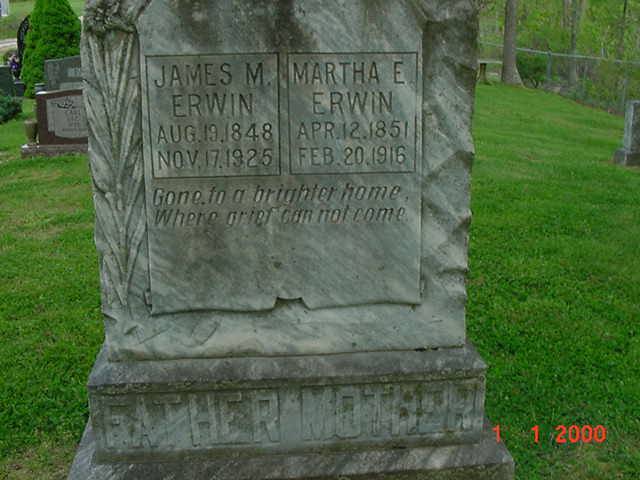 JAMES M.
ERWIN
AUG. 19. 1848
NOV. 17. 1925
MARTHA E.
ERWIN
APR. 12. 1851
FEB. 20. 1916
Gone to a brighter home,
Where grief can not come.
FATHER MOTHER
1 1 2000